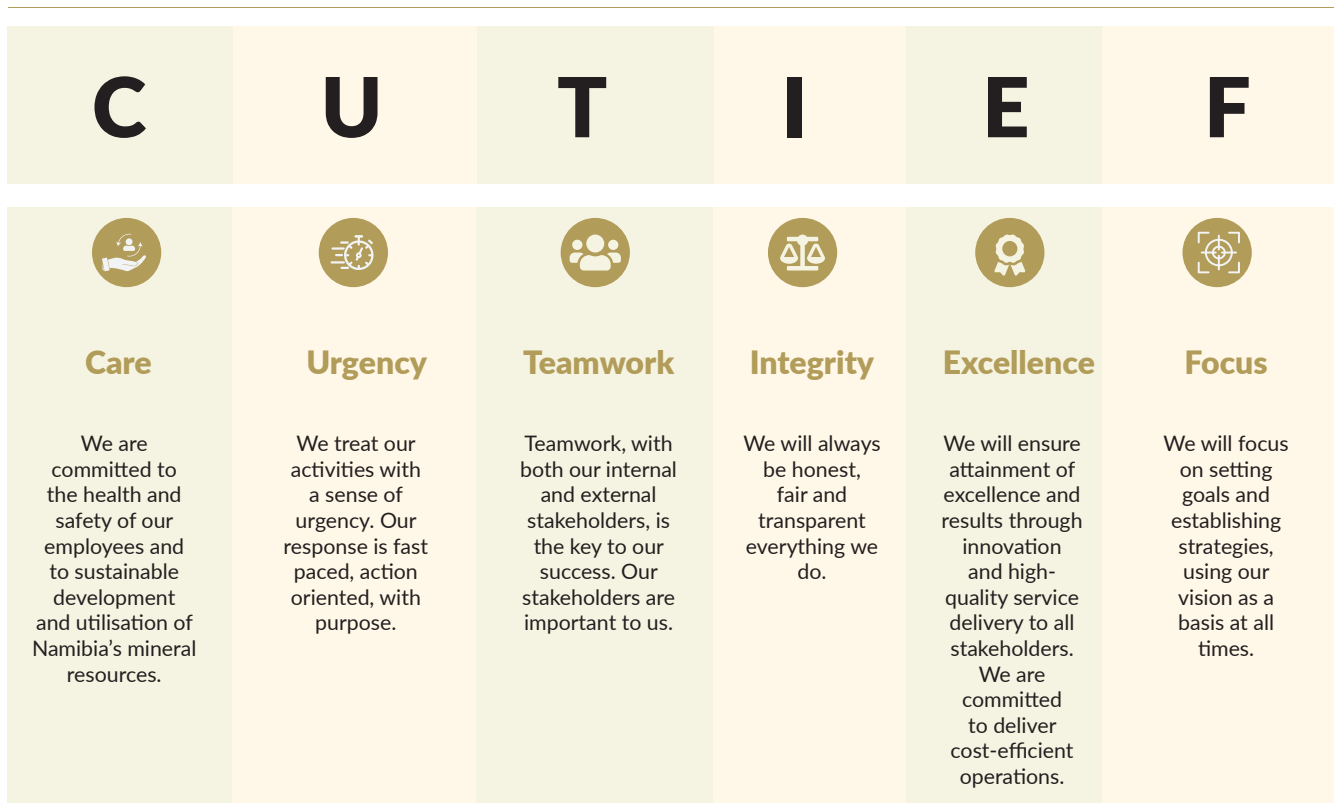 C U T I E F
Care
We are
committed to
the health and
safety of our
employees and
to sustainable
development
and utilisation of
Namibia’s mineral
resources.
Urgency
We treat our
activities with
a sense of
urgency. Our
response is fast
paced, action
oriented, with
purpose.
Teamwork
Teamwork, with
both our internal
and external
stakeholders, is
the key to our
success. Our
stakeholders are
important to us.
Integrity
We will always
be honest,
fair and
transparent
everything we
do.
Excellence
We will ensure
attainment of
excellence and
results through
innovation
and high-
quality service
delivery to all
stakeholders.
We are
committed
to deliver
cost-efficient
operations.
Focus
We will focus
on setting
goals and
establishing
strategies,
using our
vision as a
basis at all
times.